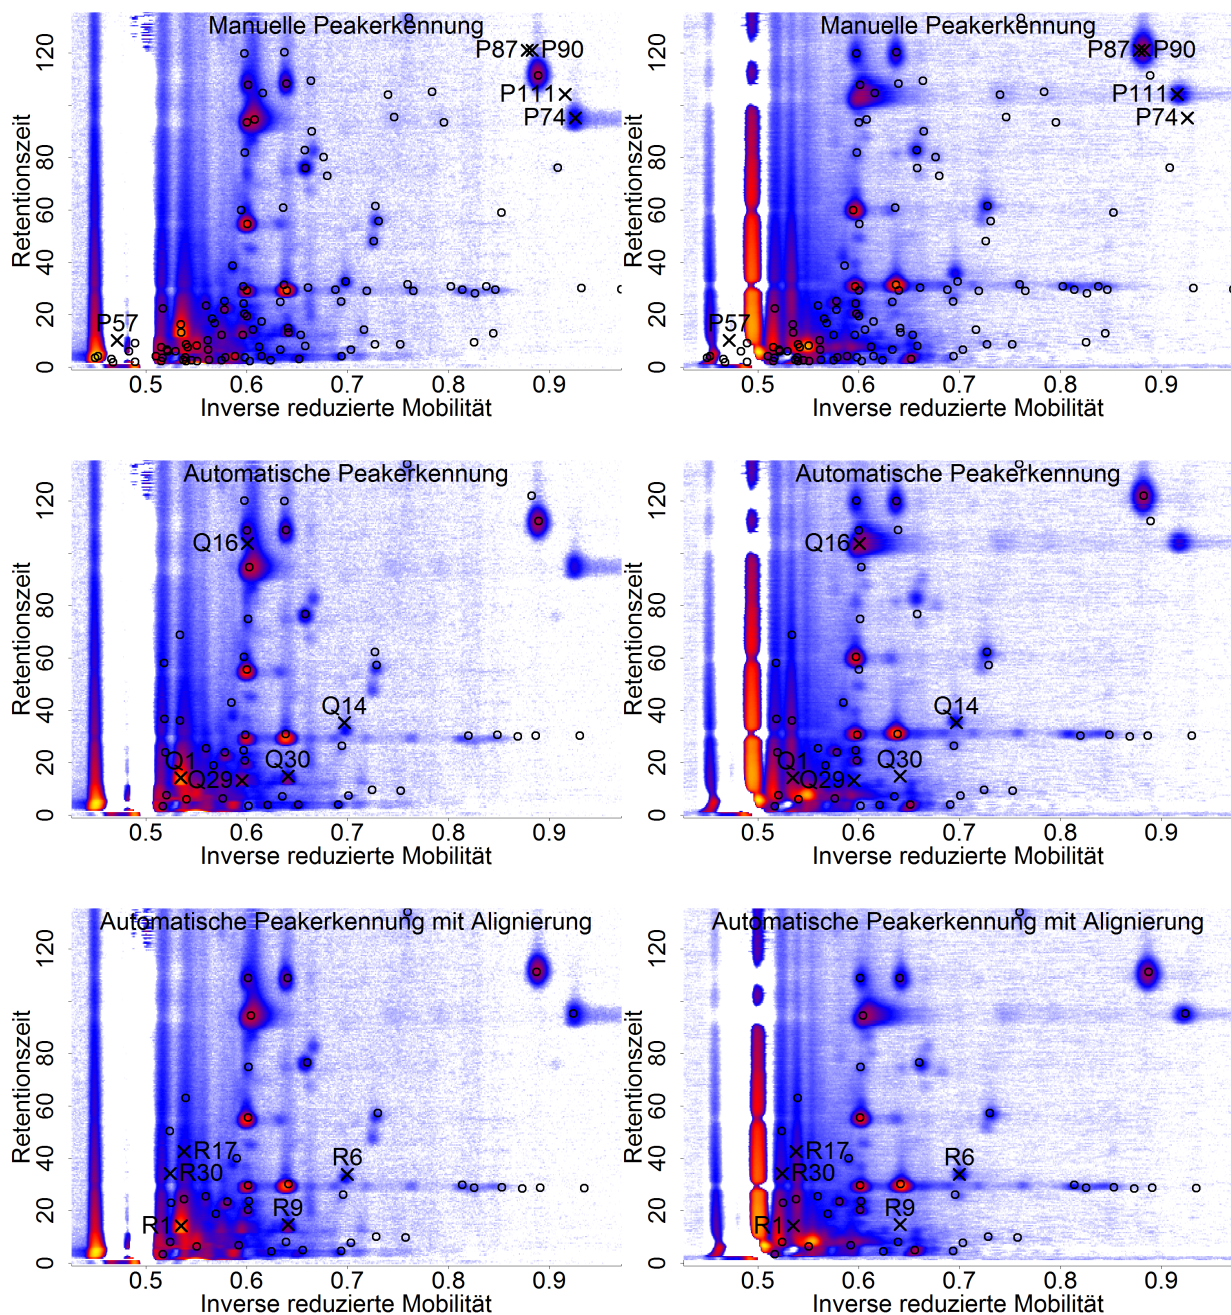 Manuelle Peakerkennung
P87 P90
P111
P74
P57
Retentionszeit
0 20 40 60 80 100 120
0.5 0.6 0.7 0.8 0.9
Inverse reduzierte Mobilität
Manuelle Peakerkennung
P87 P90
P111
P74
P57
Retentionszeit
0 20 40 60 80 100 120
0.5 0.6 0.7 0.8 0.9
Inverse reduzierte Mobilität
Automatische Peakerkennung
Q16
Q14
Q1 Q29 Q30
Retentionszeit
0 20 40 60 80 100 120
0.5 0.6 0.7 0.8 0.9
Inverse reduzierte Mobilität
Automatische Peakerkennung
Q16
Q14
Q1 Q29 Q30
Retentionszeit
0 20 40 60 80 100 120
0.5 0.6 0.7 0.8 0.9
Inverse reduzierte Mobilität
Automatische Peakerkennung mit Alignierung
R17
R30 R6
R1 R9
Retentionszeit
0 20 40 60 80 100 120
0.5 0.6 0.7 0.8 0.9
Inverse reduzierte Mobilität
Automatische Peakerkennung mit Alignierung
R17
R30 R6
R1 R9
Retentionszeit
0 20 40 60 80 100 120
0.5 0.6 0.7 0.8 0.9
Inverse reduzierte Mobilität